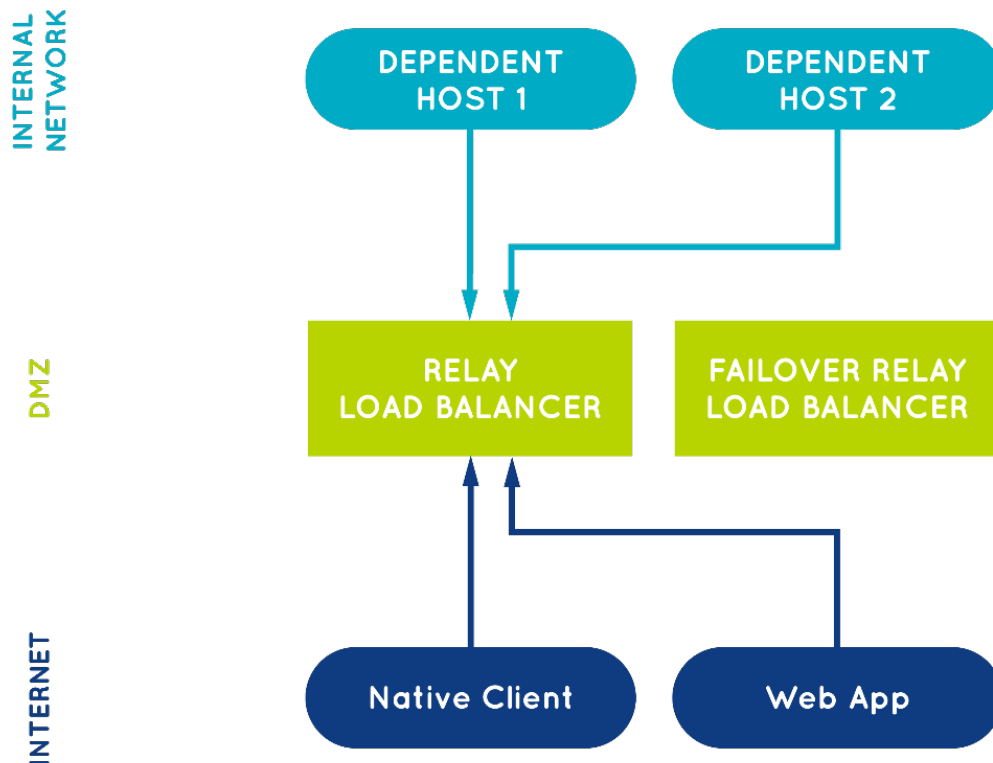 INTERNAL
NETWORK
DEPENDENT
HOST 1
DEPENDENT
HOST 2
DMZ
RELAY
LOAD BALANCER
FAILOVER RELAY
LOAD BALANCER
INTERNET
Native Client
Web App